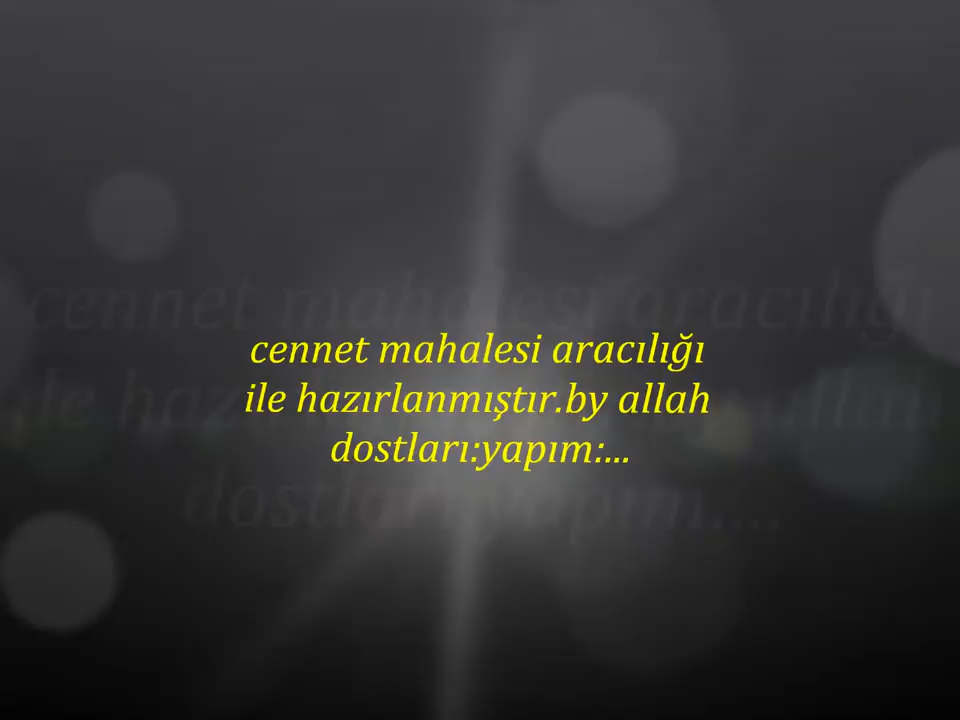 cennet mahalesi aracılığı
ile hazırlanmıştır.by allah
dostları:yapım:...